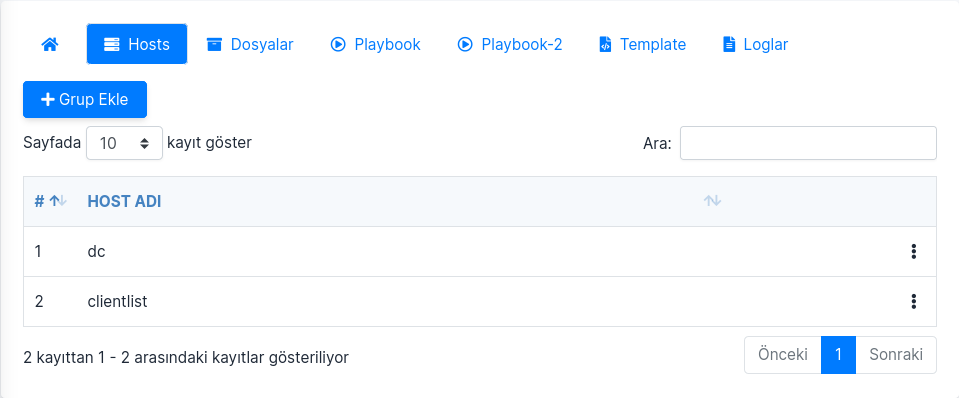 Hosts Dosyalar Playbook Playbook-2 Template Loglar
Grup Ekle
Sayfada 10 kayıt göster Ara:
# HOST ADI
1 dc
2 clientlist
2 kayıttan 1 - 2 arasındaki kayıtlar gösteriliyor Önceki 1 Sonraki